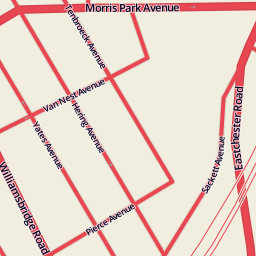 Morris Park Avenue
Tenbroeck Avenue
Van Nest Avenue
Hering Avenue
Yates Avenue
Eastchester Road
Sackett Avenue
Williamsbridge Road
Pierce Avenue